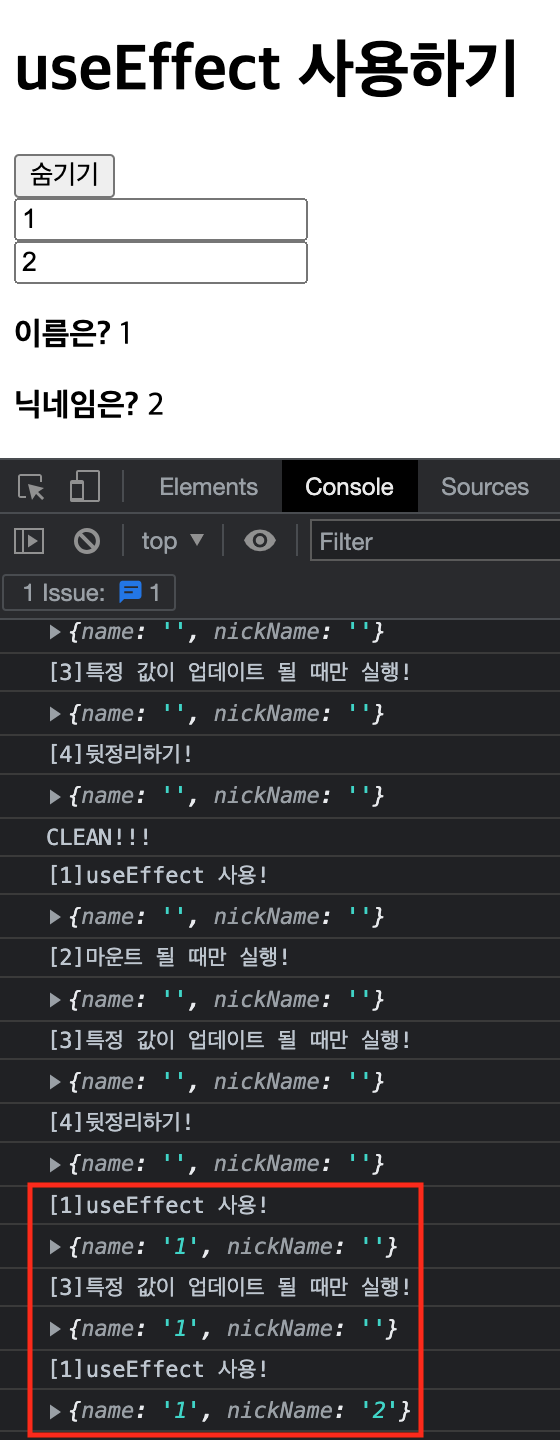 useEffect 사용하기
숨기기
1
2
이름은? 1
닉네임은? 2
Elements Console Sources
top ▼ Filter
1 Issue: 1
▶ {name: '', nickName: ''}
[3]특정 값이 업데이트 될 때만 실행!
▶ {name: '', nickName: ''}
[4]뒷정리하기!
▶ {name: '', nickName: ''}
CLEAN!!!
[1]useEffect 사용!
▶ {name: '', nickName: ''}
[2]마운트 될 때만 실행!
▶ {name: '', nickName: ''}
[3]특정 값이 업데이트 될 때만 실행!
▶ {name: '', nickName: ''}
[4]뒷정리하기!
▶ {name: '', nickName: ''}
[1]useEffect 사용!
▶ {name: '1', nickName: ''}
[3]특정 값이 업데이트 될 때만 실행!
▶ {name: '1', nickName: ''}
[1]useEffect 사용!
▶ {name: '1', nickName: '2'}